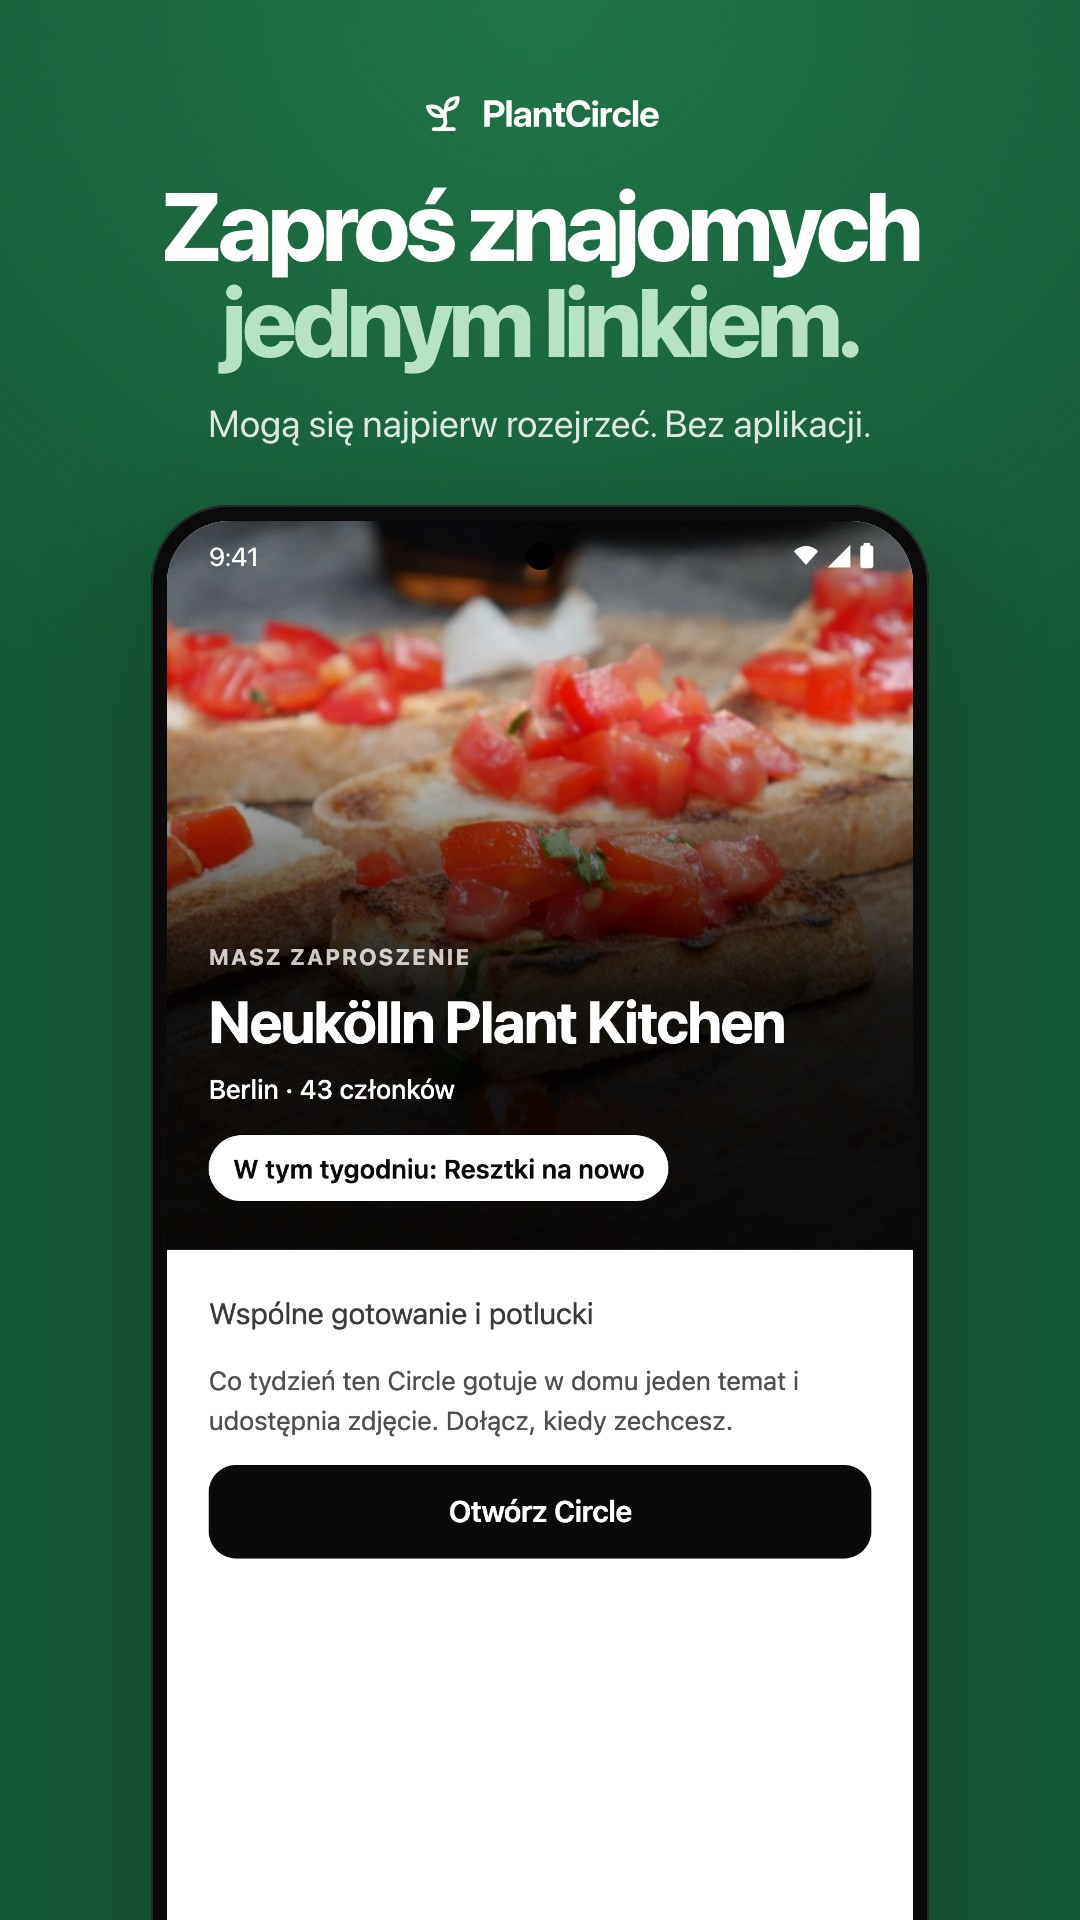 PlantCircle
Zaproś znajomych
jednym linkiem.
Mogą się najpierw rozejrzeć. Bez aplikacji.
9:41
MASZ ZAPROSZENIE
Neukölln Plant Kitchen
Berlin · 43 członków
W tym tygodniu: Resztki na nowo
Wspólne gotowanie i potlucki
Co tydzień ten Circle gotuje w domu jeden temat i
udostępnia zdjęcie. Dołącz, kiedy zechcesz.
Otwórz Circle